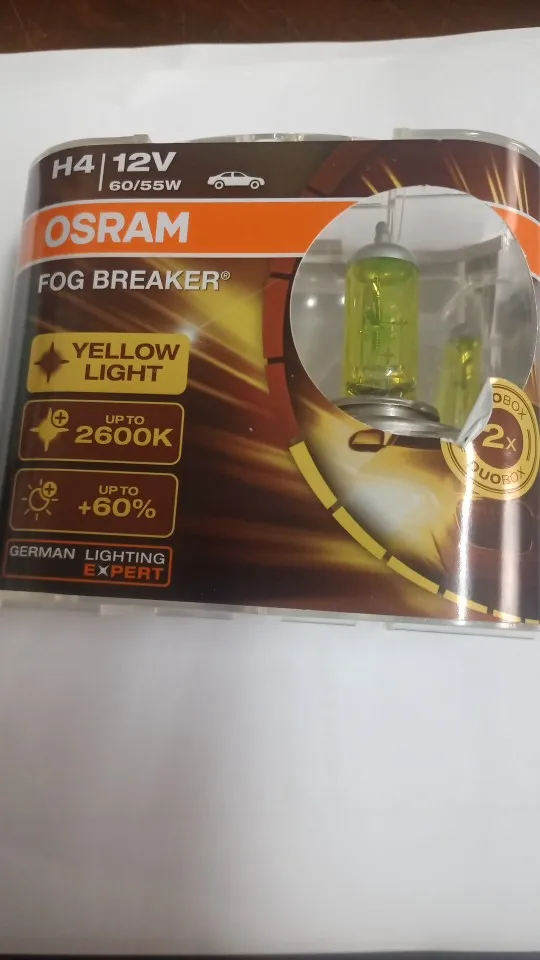 H4 12V
60/55W
OSRAM
FOG BREAKER®
YELLOW
LIGHT
UP TO
2600K
UP TO
+60%
GERMAN LIGHTING
EXPERT
DUOBOX
2x
DUOBOX